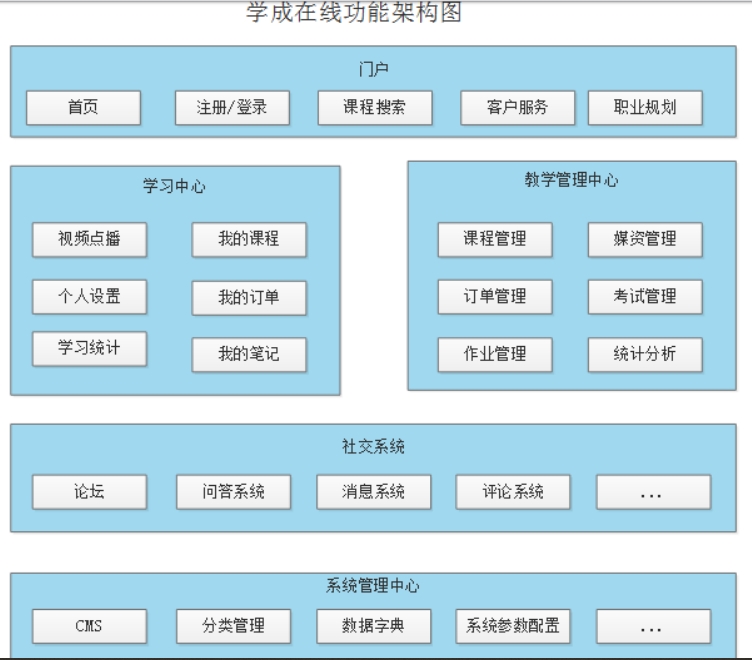 学成在线功能架构图
门户
首页
注册/登录
课程搜索
客户服务
职业规划
学习中心
视频点播
我的课程
个人设置
我的订单
学习统计
我的笔记
教学管理中心
课程管理
媒资管理
订单管理
考试管理
作业管理
统计分析
社交系统
论坛
问答系统
消息系统
评论系统
...
系统管理中心
CMS
分类管理
数据字典
系统参数配置
...